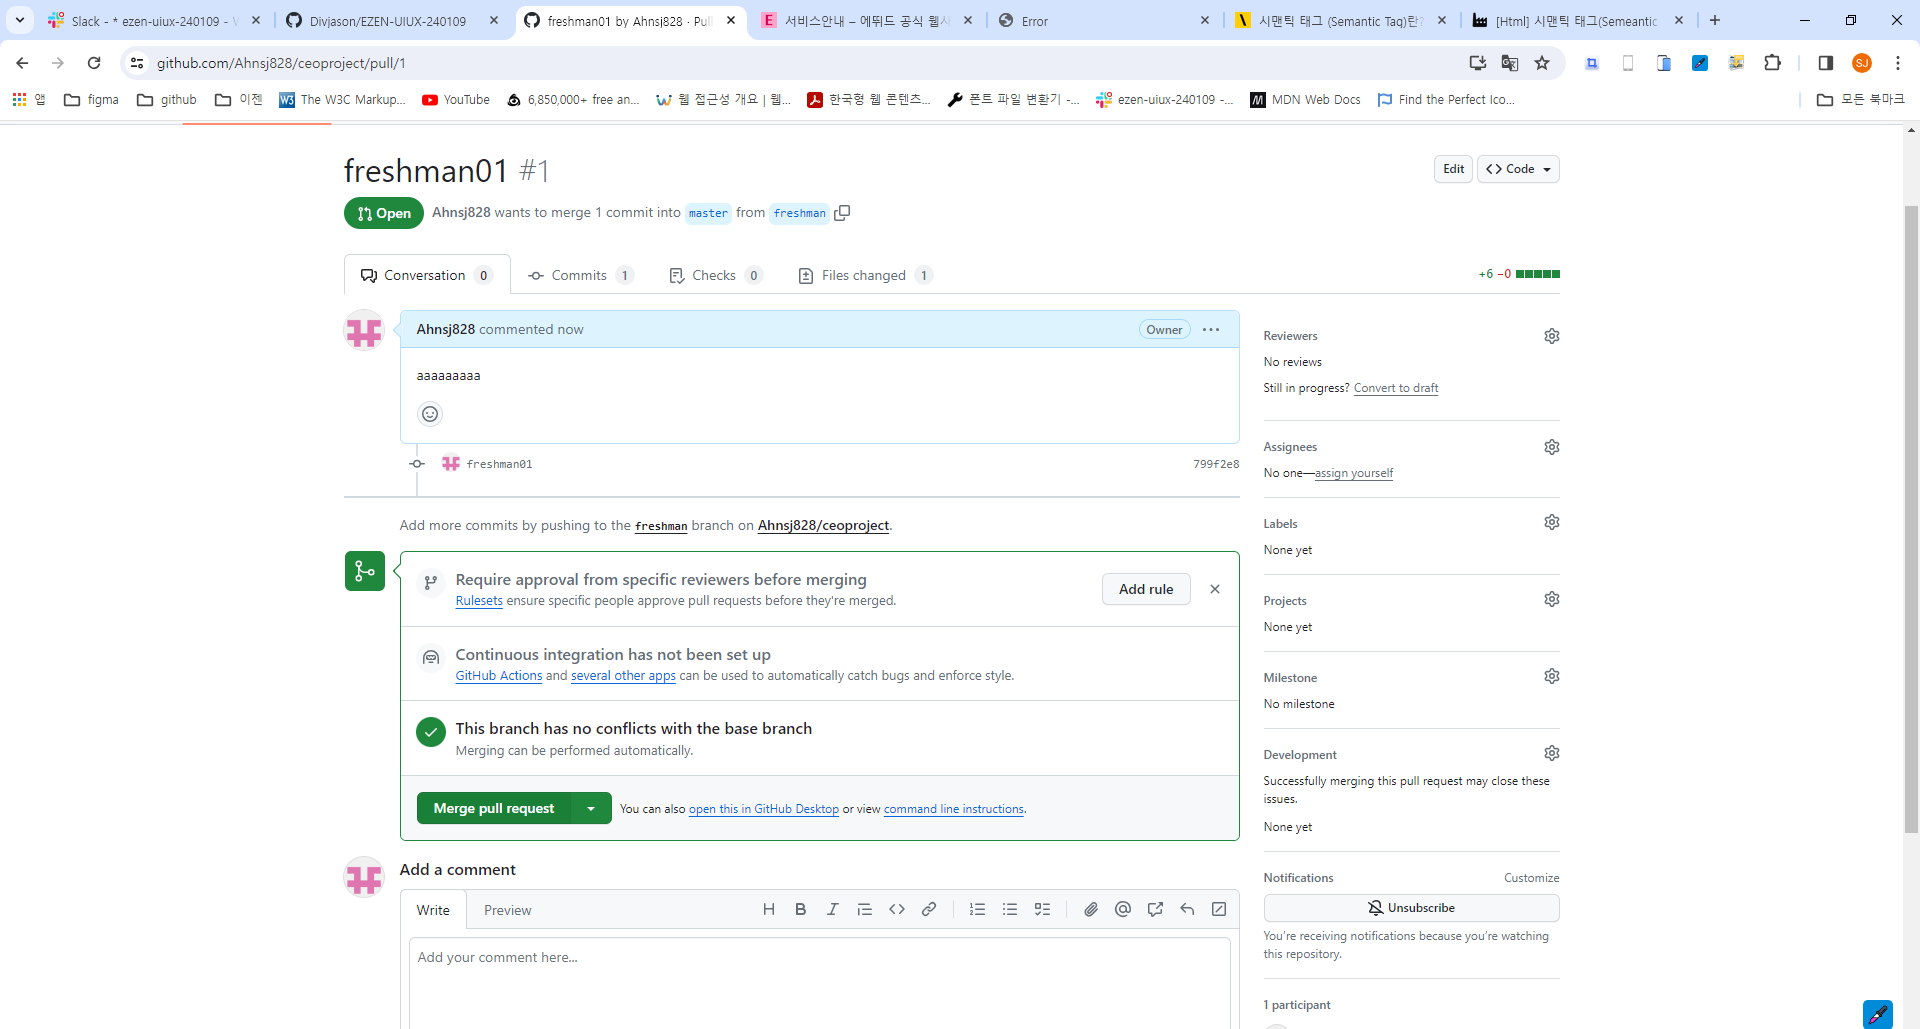 Slack - * ezen-uiux-240109 - V
Divjason/EZEN-UIUX-240109
freshman01 by Ahnsj828 · Pull
서비스안내 – 에뛰드 공식 웹사
Error
시맨틱 태그 (Semantic Tag)란?
[Html] 시맨틱 태그(Semeantic
github.com/Ahnsj828/ceoproject/pull/1
SJ
앱
figma
github
이젠
The W3C Markup...
YouTube
6,850,000+ free an...
웹 접근성 개요 | 웹...
한국형 웹 콘텐츠...
폰트 파일 변환기 -...
ezen-uiux-240109 -...
MDN Web Docs
Find the Perfect Ico...
모든 북마크
freshman01 #1
Edit
Code
Open
Ahnsj828 wants to merge 1 commit into master from freshman
Conversation 0
Commits 1
Checks 0
Files changed 1
+6 −0
Ahnsj828 commented now
Owner
aaaaaaaaa
freshman01
799f2e8
Add more commits by pushing to the freshman branch on Ahnsj828/ceoproject.
Require approval from specific reviewers before merging
Rulesets ensure specific people approve pull requests before they're merged.
Add rule
Continuous integration has not been set up
GitHub Actions and several other apps can be used to automatically catch bugs and enforce style.
This branch has no conflicts with the base branch
Merging can be performed automatically.
Merge pull request
You can also open this in GitHub Desktop or view command line instructions.
Add a comment
Write
Preview
Add your comment here...
Reviewers
No reviews
Still in progress? Convert to draft
Assignees
No one—assign yourself
Labels
None yet
Projects
None yet
Milestone
No milestone
Development
Successfully merging this pull request may close these
issues.
None yet
Notifications
Customize
Unsubscribe
You're receiving notifications because you're watching
this repository.
1 participant